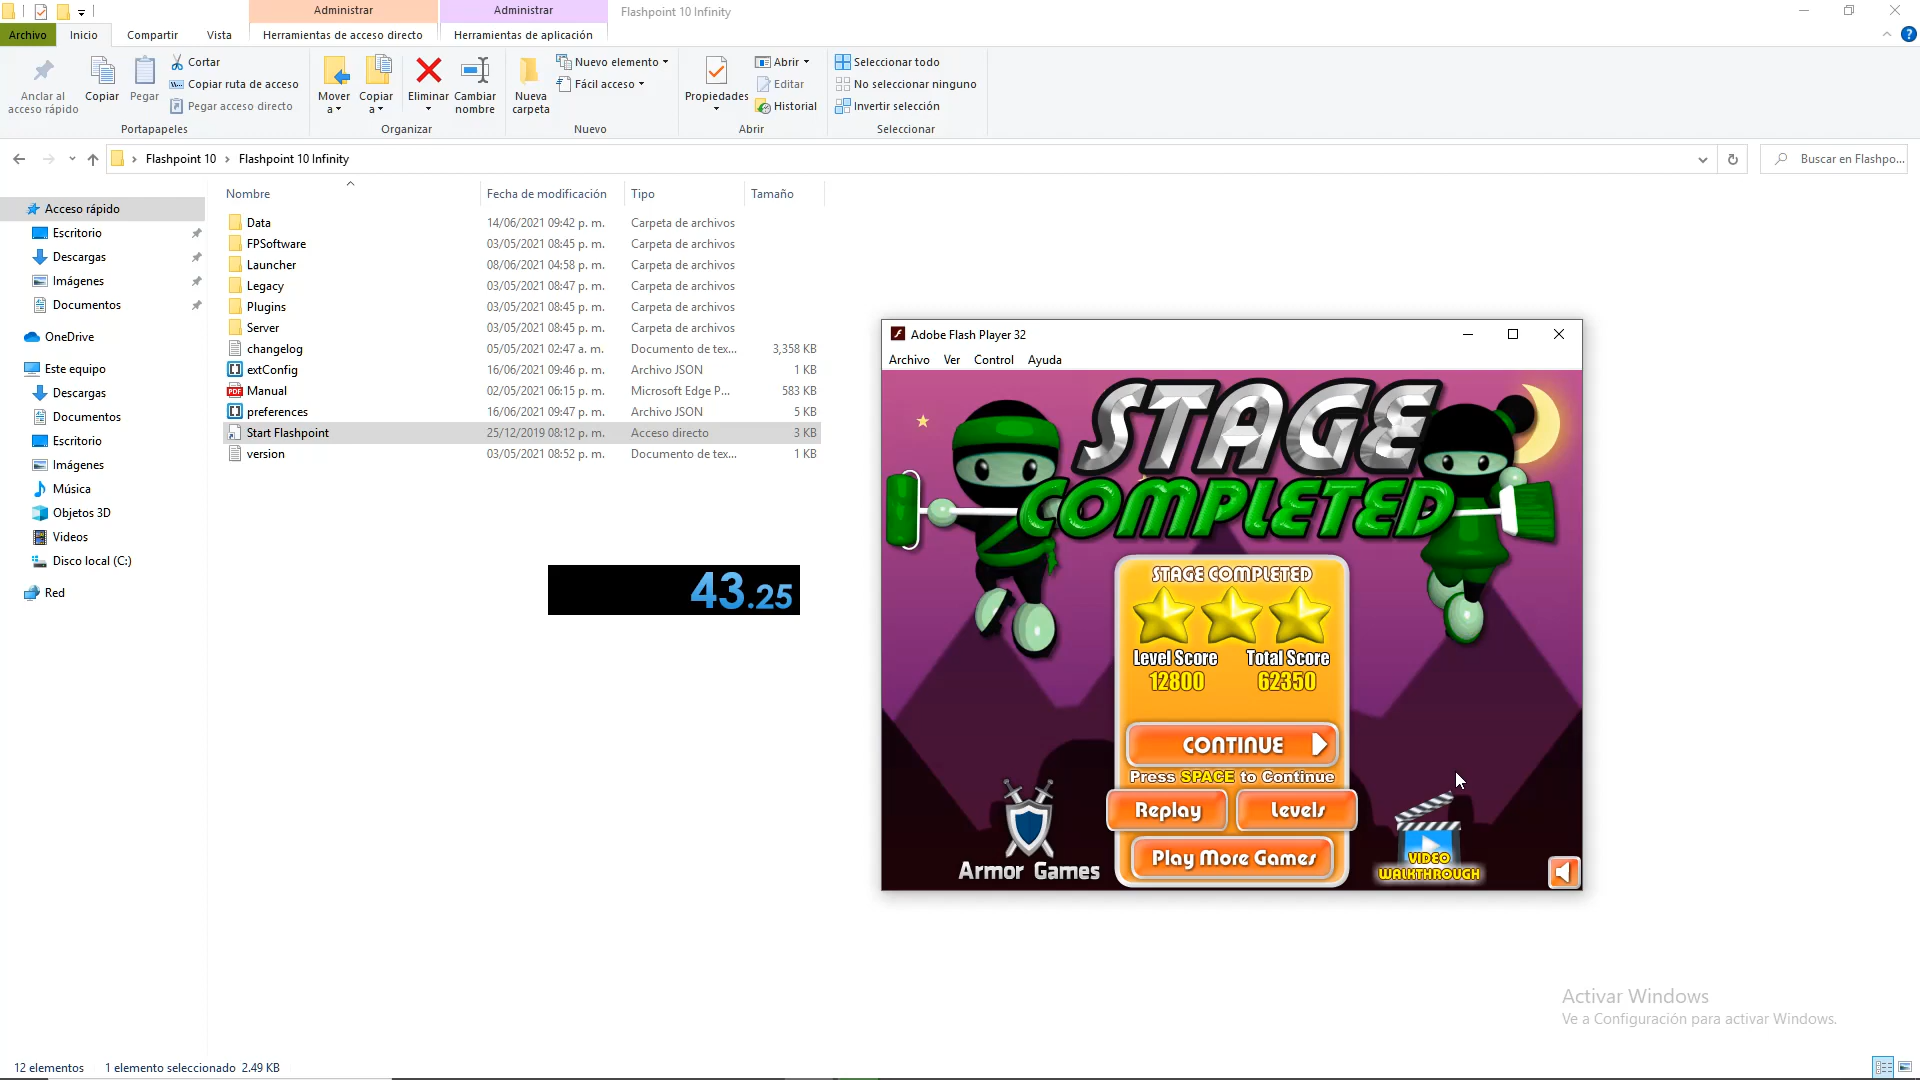 Administrar
Administrar
Flashpoint 10 Infinity
Archivo
Inicio
Compartir
Vista
Herramientas de acceso directo
Herramientas de aplicación
Anclar al
acceso rápido
Copiar
Pegar
Cortar
Copiar ruta de acceso
Pegar acceso directo
Portapapeles
Mover
a
Copiar
a
Eliminar
Cambiar
nombre
Organizar
Nueva
carpeta
Nuevo elemento
Fácil acceso
Nuevo
Propiedades
Abrir
Editar
Historial
Abrir
Seleccionar todo
No seleccionar ninguno
Invertir selección
Seleccionar
Flashpoint 10 › Flashpoint 10 Infinity
Buscar en Flashpo...
Nombre Fecha de modificación Tipo Tamaño
Acceso rápido
Escritorio
Descargas
Imágenes
Documentos
OneDrive
Este equipo
Descargas
Documentos
Escritorio
Imágenes
Música
Objetos 3D
Videos
Disco local (C:)
Red
Data 14/06/2021 09:42 p. m. Carpeta de archivos
FPSoftware 03/05/2021 08:45 p. m. Carpeta de archivos
Launcher 08/06/2021 04:58 p. m. Carpeta de archivos
Legacy 03/05/2021 08:47 p. m. Carpeta de archivos
Plugins 03/05/2021 08:45 p. m. Carpeta de archivos
Server 03/05/2021 08:45 p. m. Carpeta de archivos
changelog 05/05/2021 02:47 a. m. Documento de tex... 3,358 KB
extConfig 16/06/2021 09:46 p. m. Archivo JSON 1 KB
Manual 02/05/2021 06:15 p. m. Microsoft Edge P... 583 KB
preferences 16/06/2021 09:47 p. m. Archivo JSON 5 KB
Start Flashpoint 25/12/2019 08:12 p. m. Acceso directo 3 KB
version 03/05/2021 08:52 p. m. Documento de tex... 1 KB
43.25
Adobe Flash Player 32
Archivo Ver Control Ayuda
STAGE
COMPLETED
STAGE COMPLETED
Level Score Total Score
12800 62350
CONTINUE
Press SPACE to Continue
Replay Levels
Play More Games
Armor Games
VIDEO
WALKTHROUGH
Activar Windows
Ve a Configuración para activar Windows.
12 elementos 1 elemento seleccionado 2.49 KB